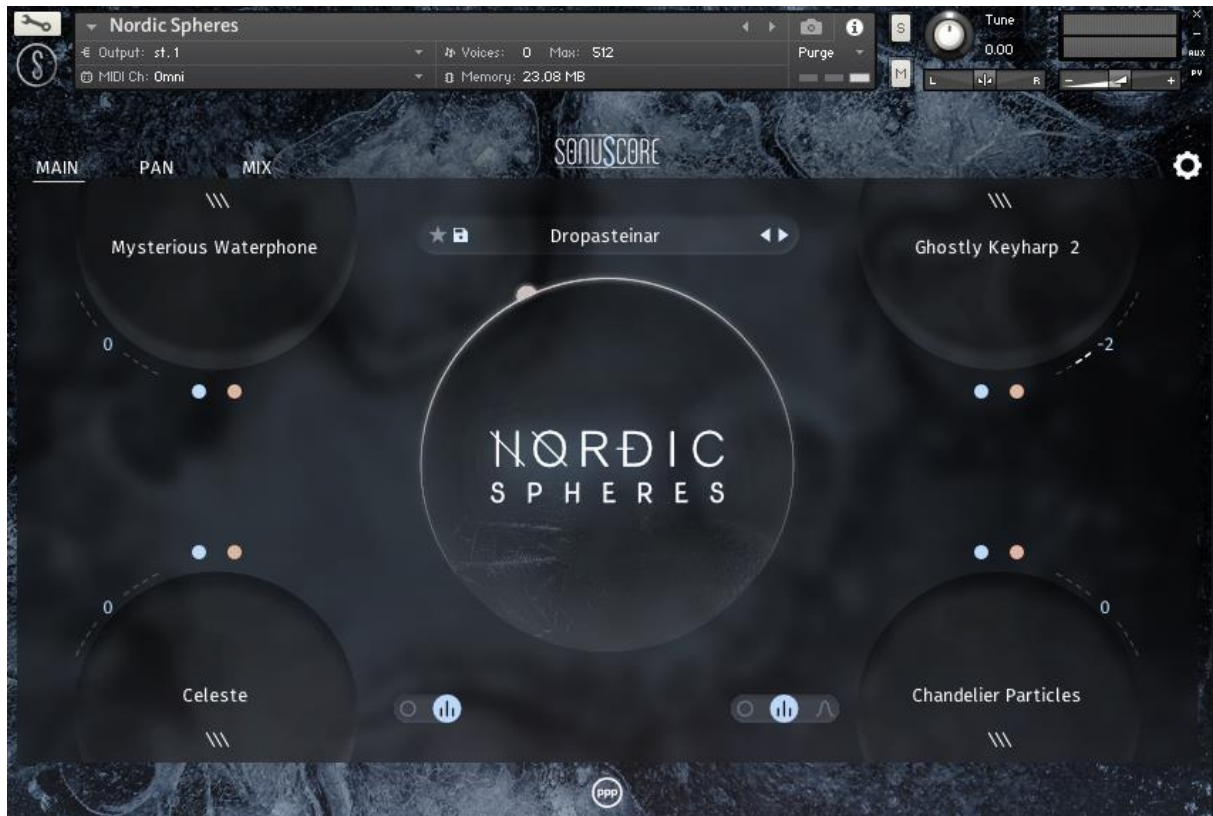 Nordic Spheres
Output: st. 1
Voices: 0 Max: 512
Purge
MIDI Ch: Omni
Memory: 23.08 MB
S
M
Tune
0.00
L
R
-
+
×
-
AUX
PV
S
SONUSCORE
MAIN PAN MIX
Mysterious Waterphone
Dropasteinar
Ghostly Keyharp 2
0
-2
NORĐIC
SPHERES
0
0
Celeste
Chandelier Particles
ppp